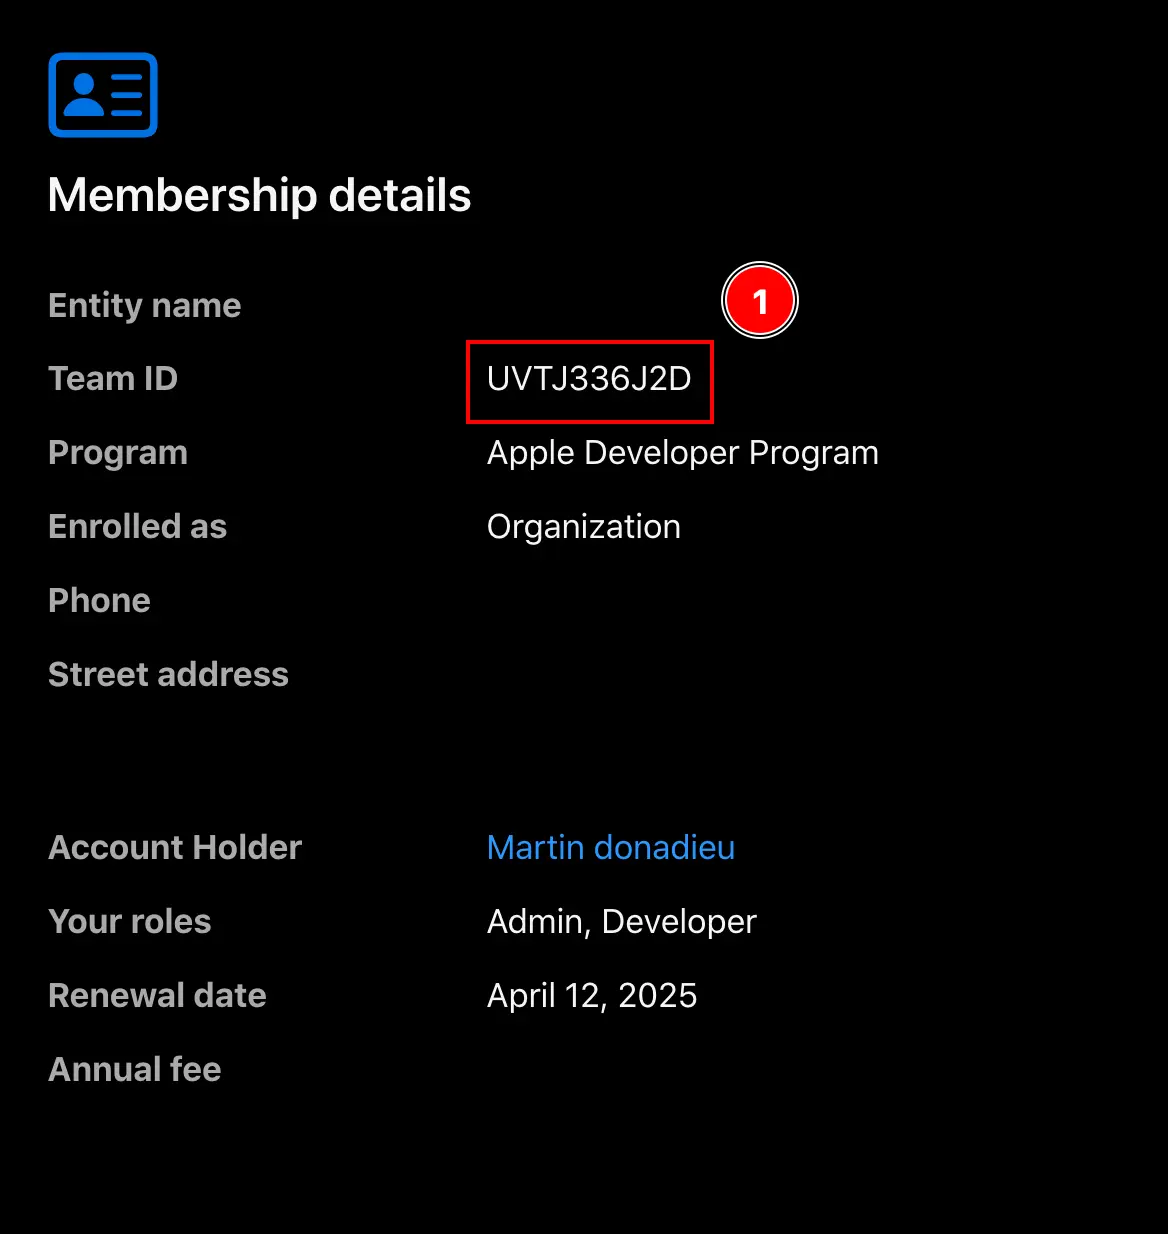 Membership details
Entity name
1
Team ID UVTJ336J2D
Program Apple Developer Program
Enrolled as Organization
Phone
Street address
Account Holder Martin donadieu
Your roles Admin, Developer
Renewal date April 12, 2025
Annual fee